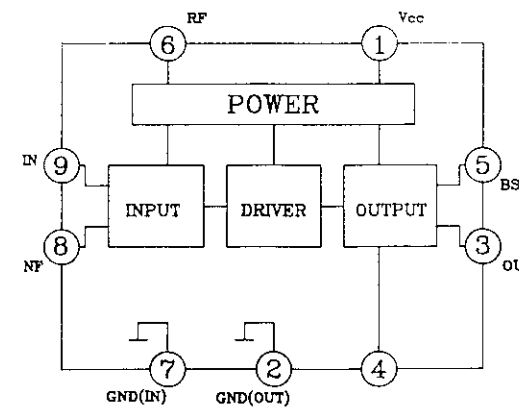 RF
Vcc
6
1
POWER
IN
9
5
BS
INPUT
DRIVER
OUTPUT
8
3
NF
OU
7
2
4
GND(IN)
GND(OUT)